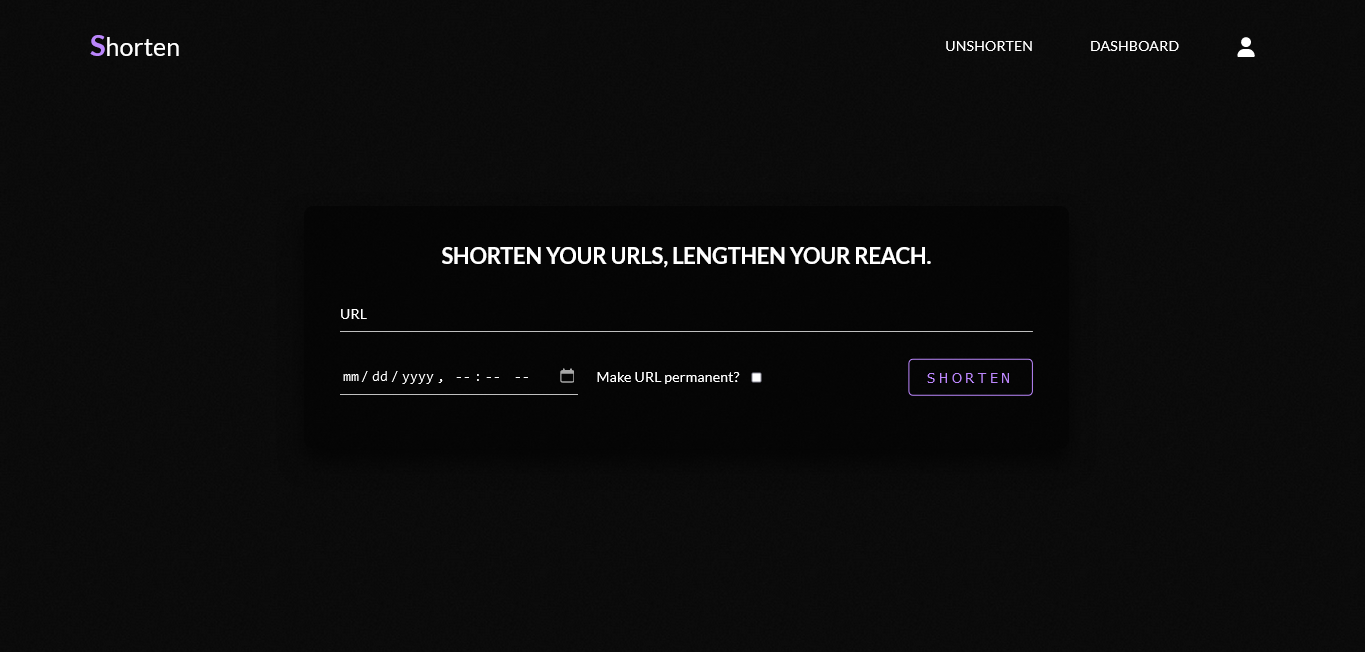 Shorten
UNSHORTEN
DASHBOARD
SHORTEN YOUR URLS, LENGTHEN YOUR REACH.
URL
mm/dd/yyyy, --:-- --
Make URL permanent?
SHORTEN